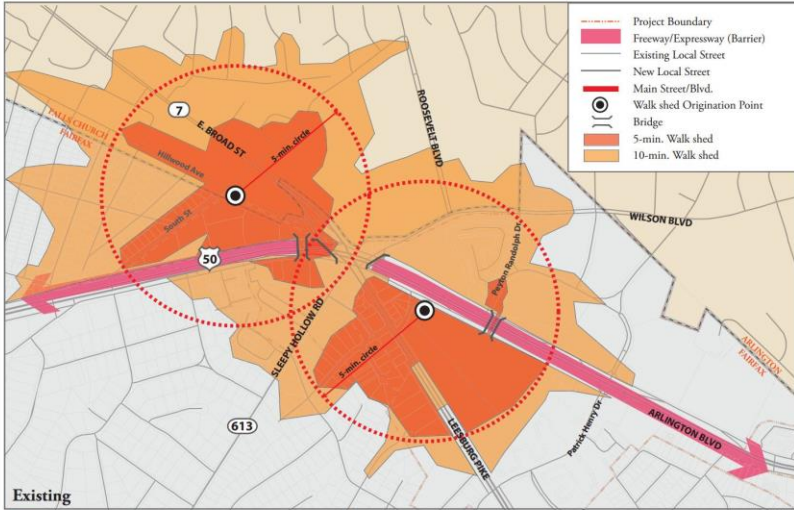 Project Boundary
Freeway/Expressway (Barrier)
Existing Local Street
New Local Street
Main Street/Blvd.
Walk shed Origination Point
Bridge
5-min. Walk shed
10-min. Walk shed
7
E. BROAD ST
FALLS CHURCH
FAIRFAX
Hillwood Ave
5-min. circle
ROOSEVELT BLVD
South St
WILSON BLVD
50
Peyton Randolph Dr
SLEEPY HOLLOW RD
5-min. circle
ARLINGTON
FAIRFAX
613
LEESBURG PIKE
Patrick Henry Dr
ARLINGTON BLVD
Existing